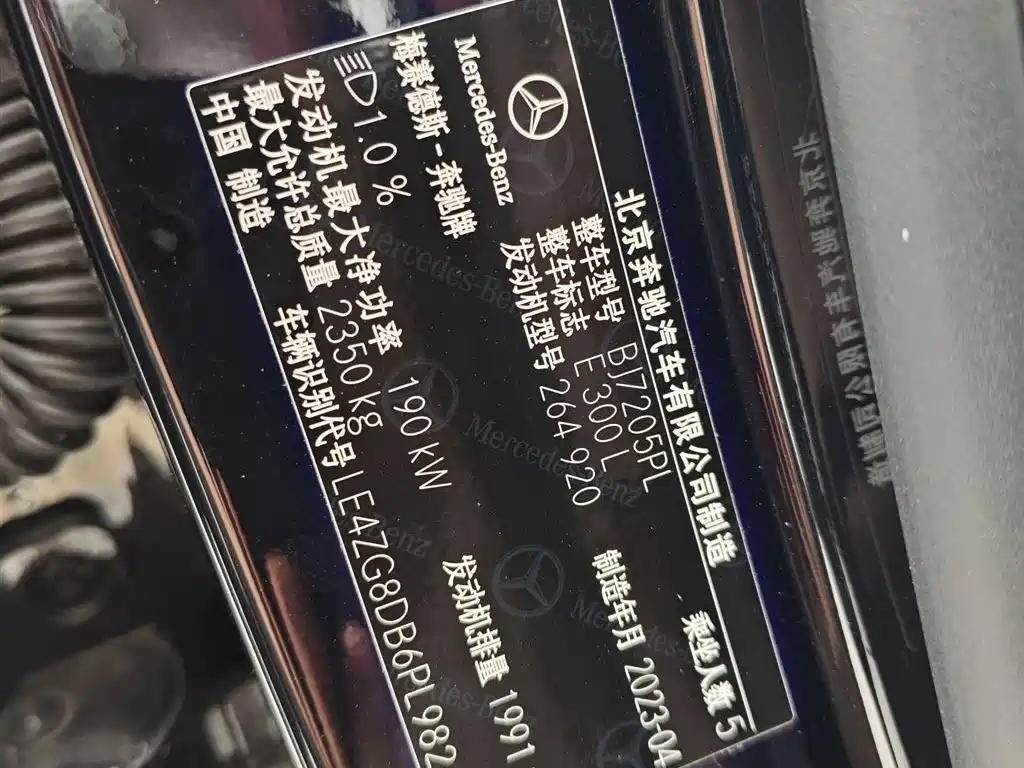 北京奔驰汽车有限公司制造
Mercedes-Benz
梅赛德斯-奔驰牌
整车型号 BJ7205PL
乘坐人数 5
整车标志 E 300 L
制造年月 2023-04
发动机型号 264 920
1.0 %
发动机最大净功率 190 kW
发动机排量 1991
最大允许总质量 2350 kg
中国 制造
车辆识别代号 LE4ZG8DB6PL982